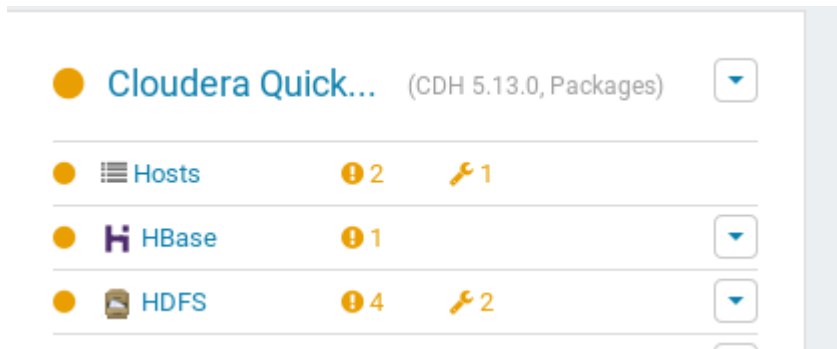 Cloudera Quick... (CDH 5.13.0, Packages)
Hosts 2 1
HBase 1
HDFS 4 2